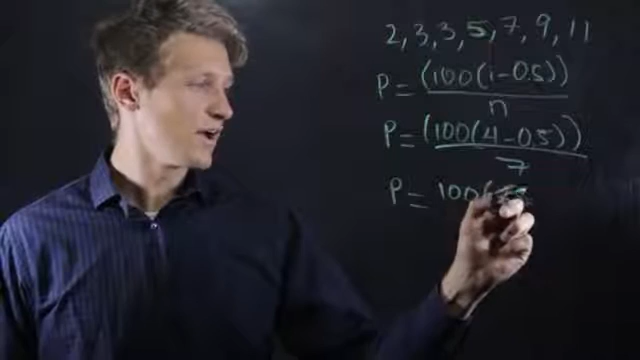 2, 3, 3, 5, 7, 9, 11
P = (100(i-0.5)) / n
P = (100(4-0.5)) / 7
P = 100(